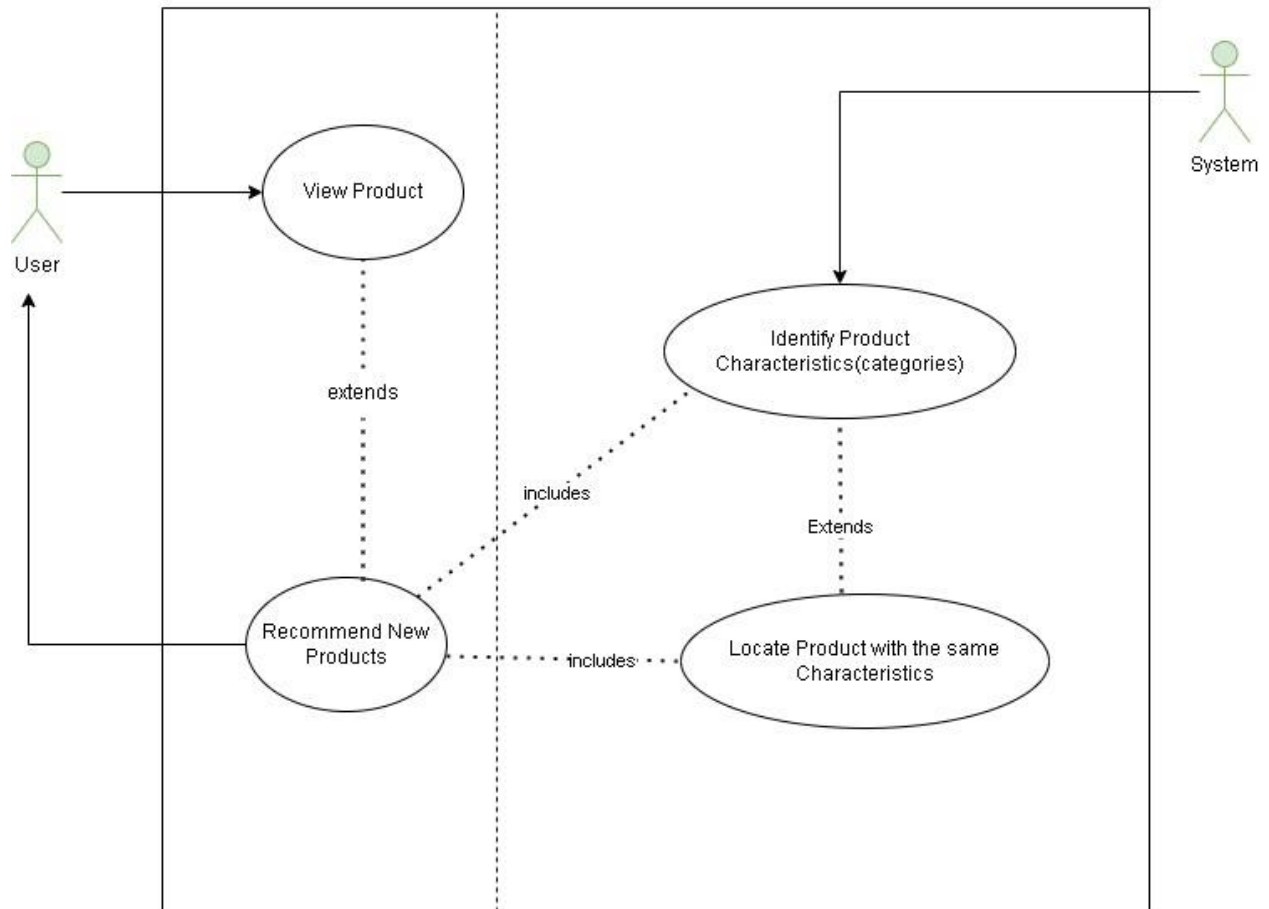 System
View Product
User
Identify Product
Characteristics(categories)
extends
includes
Extends
Recommend New
Products
includes
Locate Product with the same
Characteristics